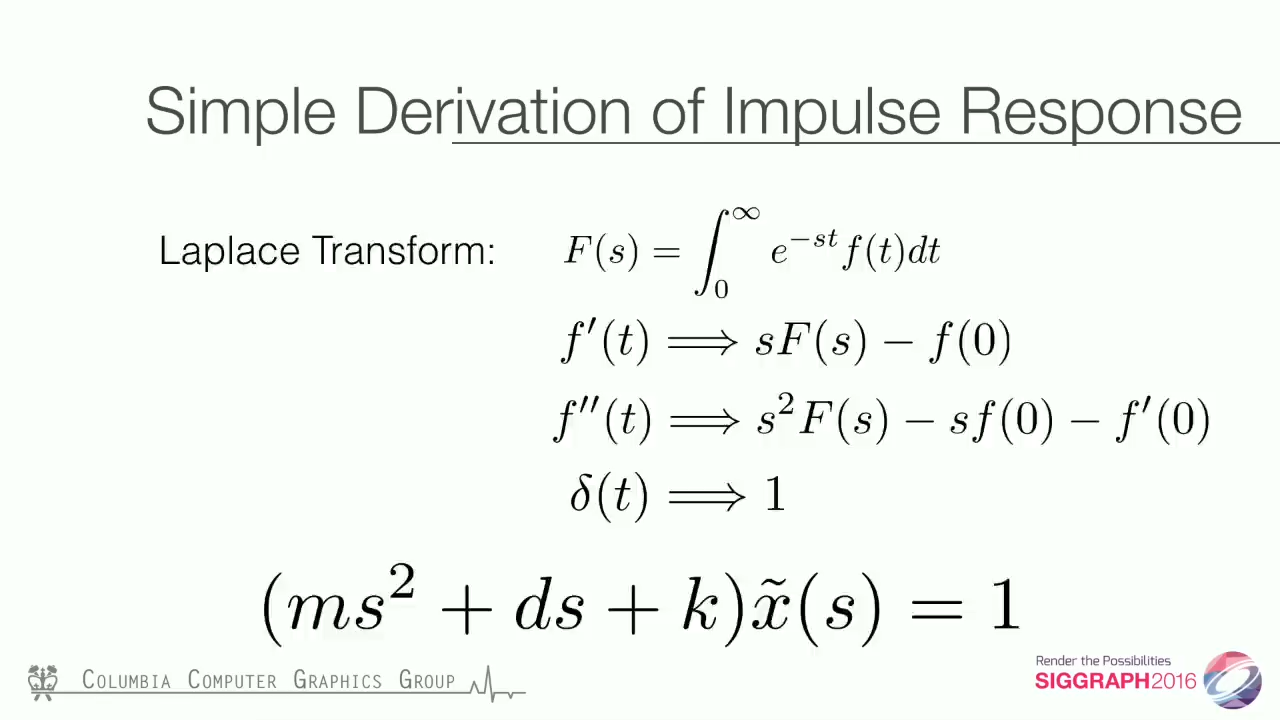 Simple Derivation of Impulse Response
Laplace Transform: F(s) = ∫₀^∞ e^{−st} f(t)dt
f′(t) ⟹ sF(s) − f(0)
f″(t) ⟹ s²F(s) − sf(0) − f′(0)
δ(t) ⟹ 1
(ms² + ds + k)x̃(s) = 1
COLUMBIA COMPUTER GRAPHICS GROUP
Render the Possibilities
SIGGRAPH2016